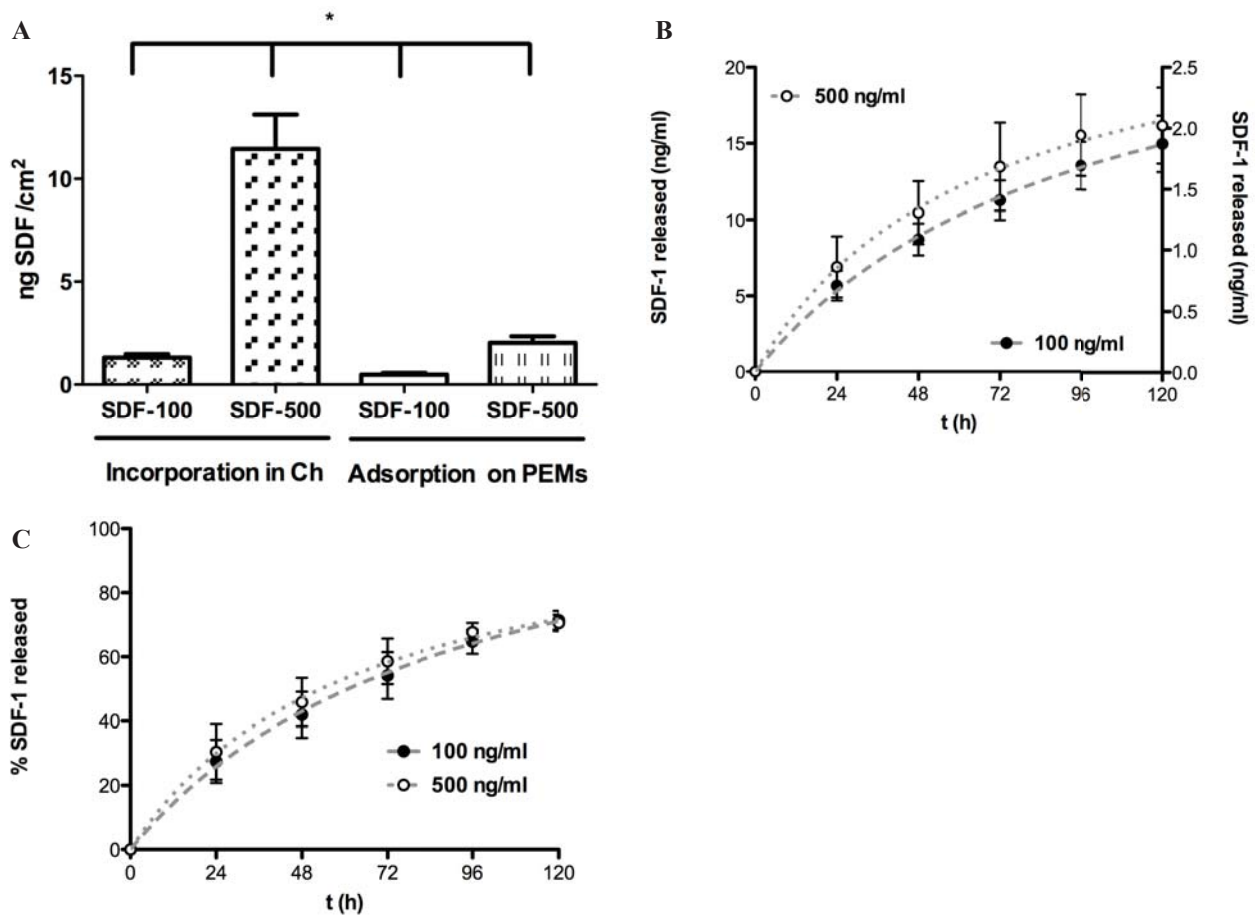 A
*
ng SDF /cm²
15
10
5
0
SDF-100 SDF-500 SDF-100 SDF-500
Incorporation in Ch Adsorption on PEMs
B
SDF-1 released (ng/ml)
20
15
10
5
0
500 ng/ml
100 ng/ml
2.5
2.0
1.5
1.0
0.5
0.0
SDF-1 released (ng/ml)
0 24 48 72 96 120
t (h)
C
% SDF-1 released
100
80
60
40
20
0
100 ng/ml
500 ng/ml
0 24 48 72 96 120
t (h)